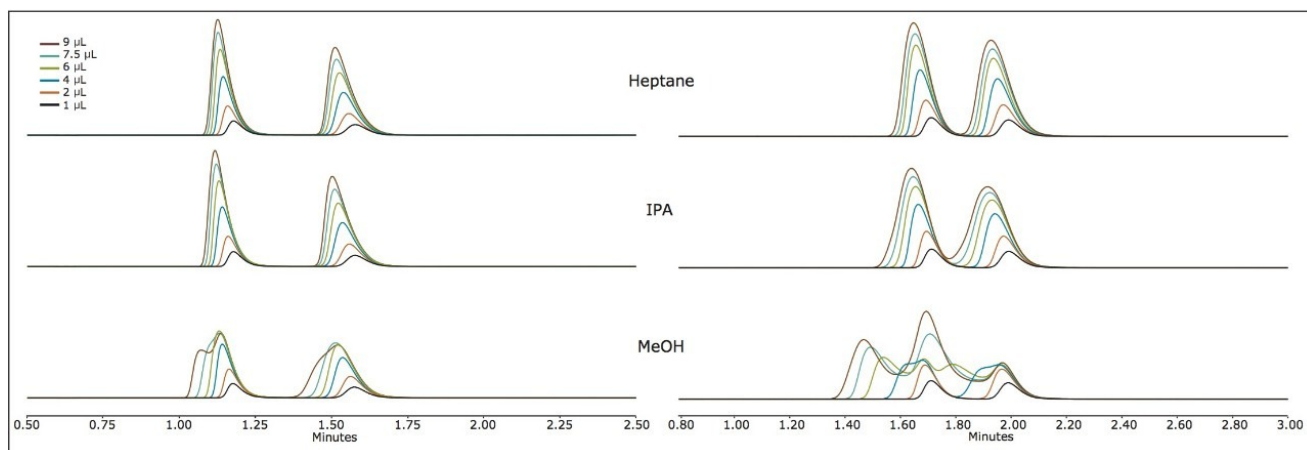 9 µL
7.5 µL
6 µL
4 µL
2 µL
1 µL
Heptane
IPA
MeOH
0.50 0.75 1.00 1.25 1.50 1.75 2.00 2.25 2.50
Minutes
0.80 1.00 1.20 1.40 1.60 1.80 2.00 2.20 2.40 2.60 2.80 3.00
Minutes